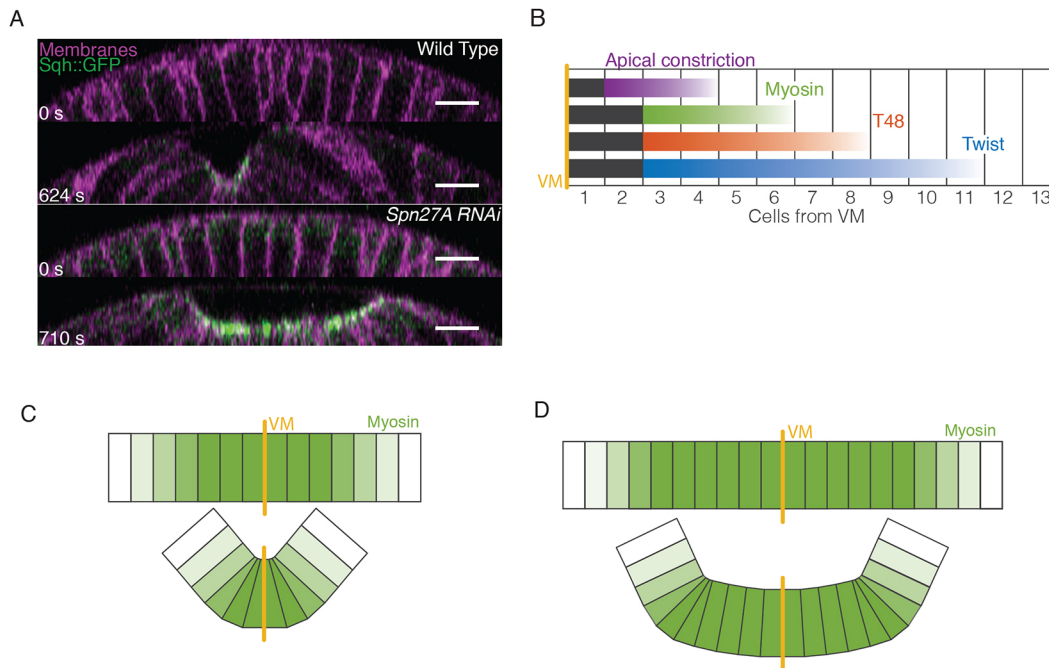 A
Membranes
Sqh::GFP
Wild Type
0 s
624 s
Spn27A RNAi
0 s
710 s
B
Apical constriction
Myosin
T48
Twist
VM
1 2 3 4 5 6 7 8 9 10 11 12 13
Cells from VM
C
VM
Myosin
D
VM
Myosin